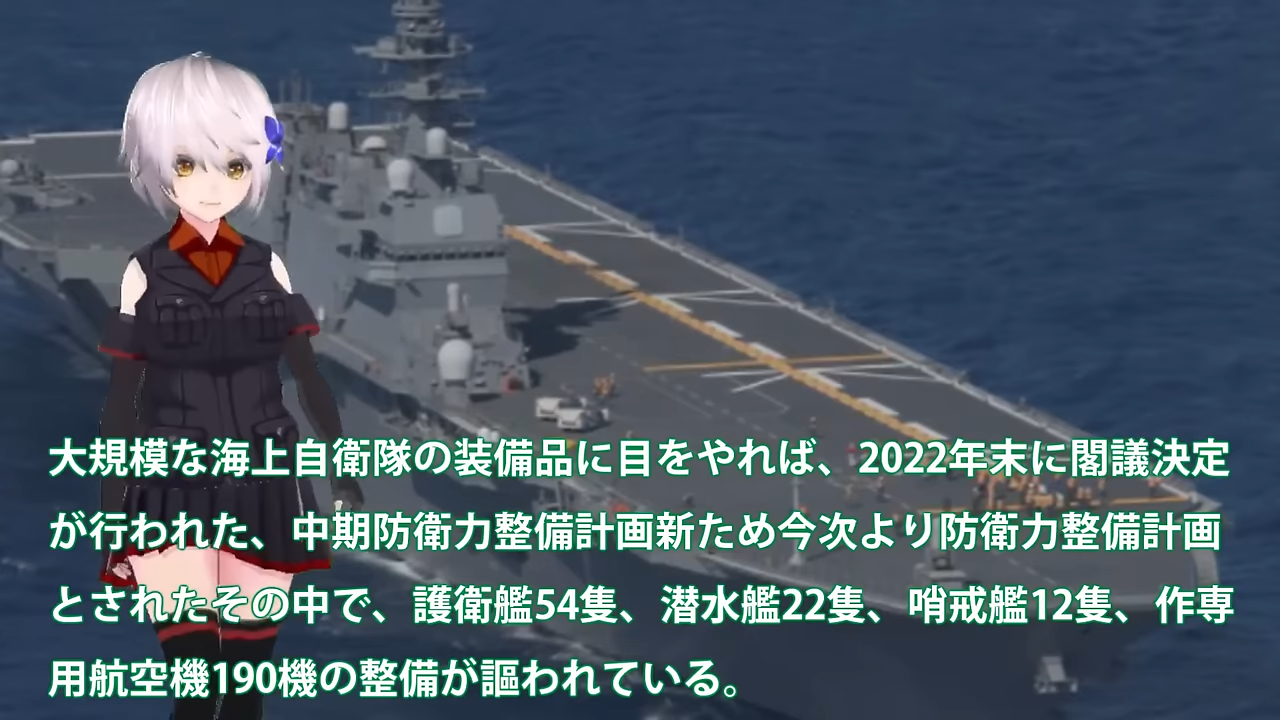 大規模な海上自衛隊の装備品に目をやれば、2022年末に閣議決定
が行われた、中期防衛力整備計画新ため今次より防衛力整備計画
とされたその中で、護衛艦54隻、潜水艦22隻、哨戒艦12隻、作専
用航空機190機の整備が謳われている。